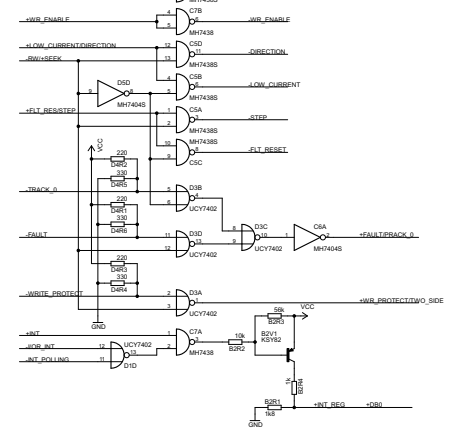 C7B
+WR_ENABLE 4 6 -WR_ENABLE
5
MH7438
+LOW_CURRENT/DIRECTION 12 C5D
11 -DIRECTION
-RW/+SEEK 13
MH7438S
C5B
4 6 -LOW_CURRENT
D5D 5
9 8 MH7438S
MH7404S
C5A
+FLT_RES/STEP 1 3 -STEP
2
MH7438S
10 MH7438S
8 -FLT_RESET
9
C5C
VCC
220
D4R2
330
D4R5
-TRACK_0 5 D3B
4
6
UCY7402
220
D4R1
330
D4R6
8 D3C
10
9
UCY7402
1 C6A 2 +FAULT/PRACK_0
MH7404S
-FAULT 11 D3D
13
12
UCY7402
220
D4R3
330
D4R4
-WRITE_PROTECT 2 D3A
1 +WR_PROTECT/TWO_SIDE
3
UCY7402
GND
56k
B2R3
VCC
+INT 1 C7A
3
2
MH7438
10k
B2R2
B2V1
KSY82
-I/OR_INT 12 UCY7402
13
-INT_POLLING 11
D1D
1k
B2R4
B2R1
1k8
+INT_REG +DB0
GND